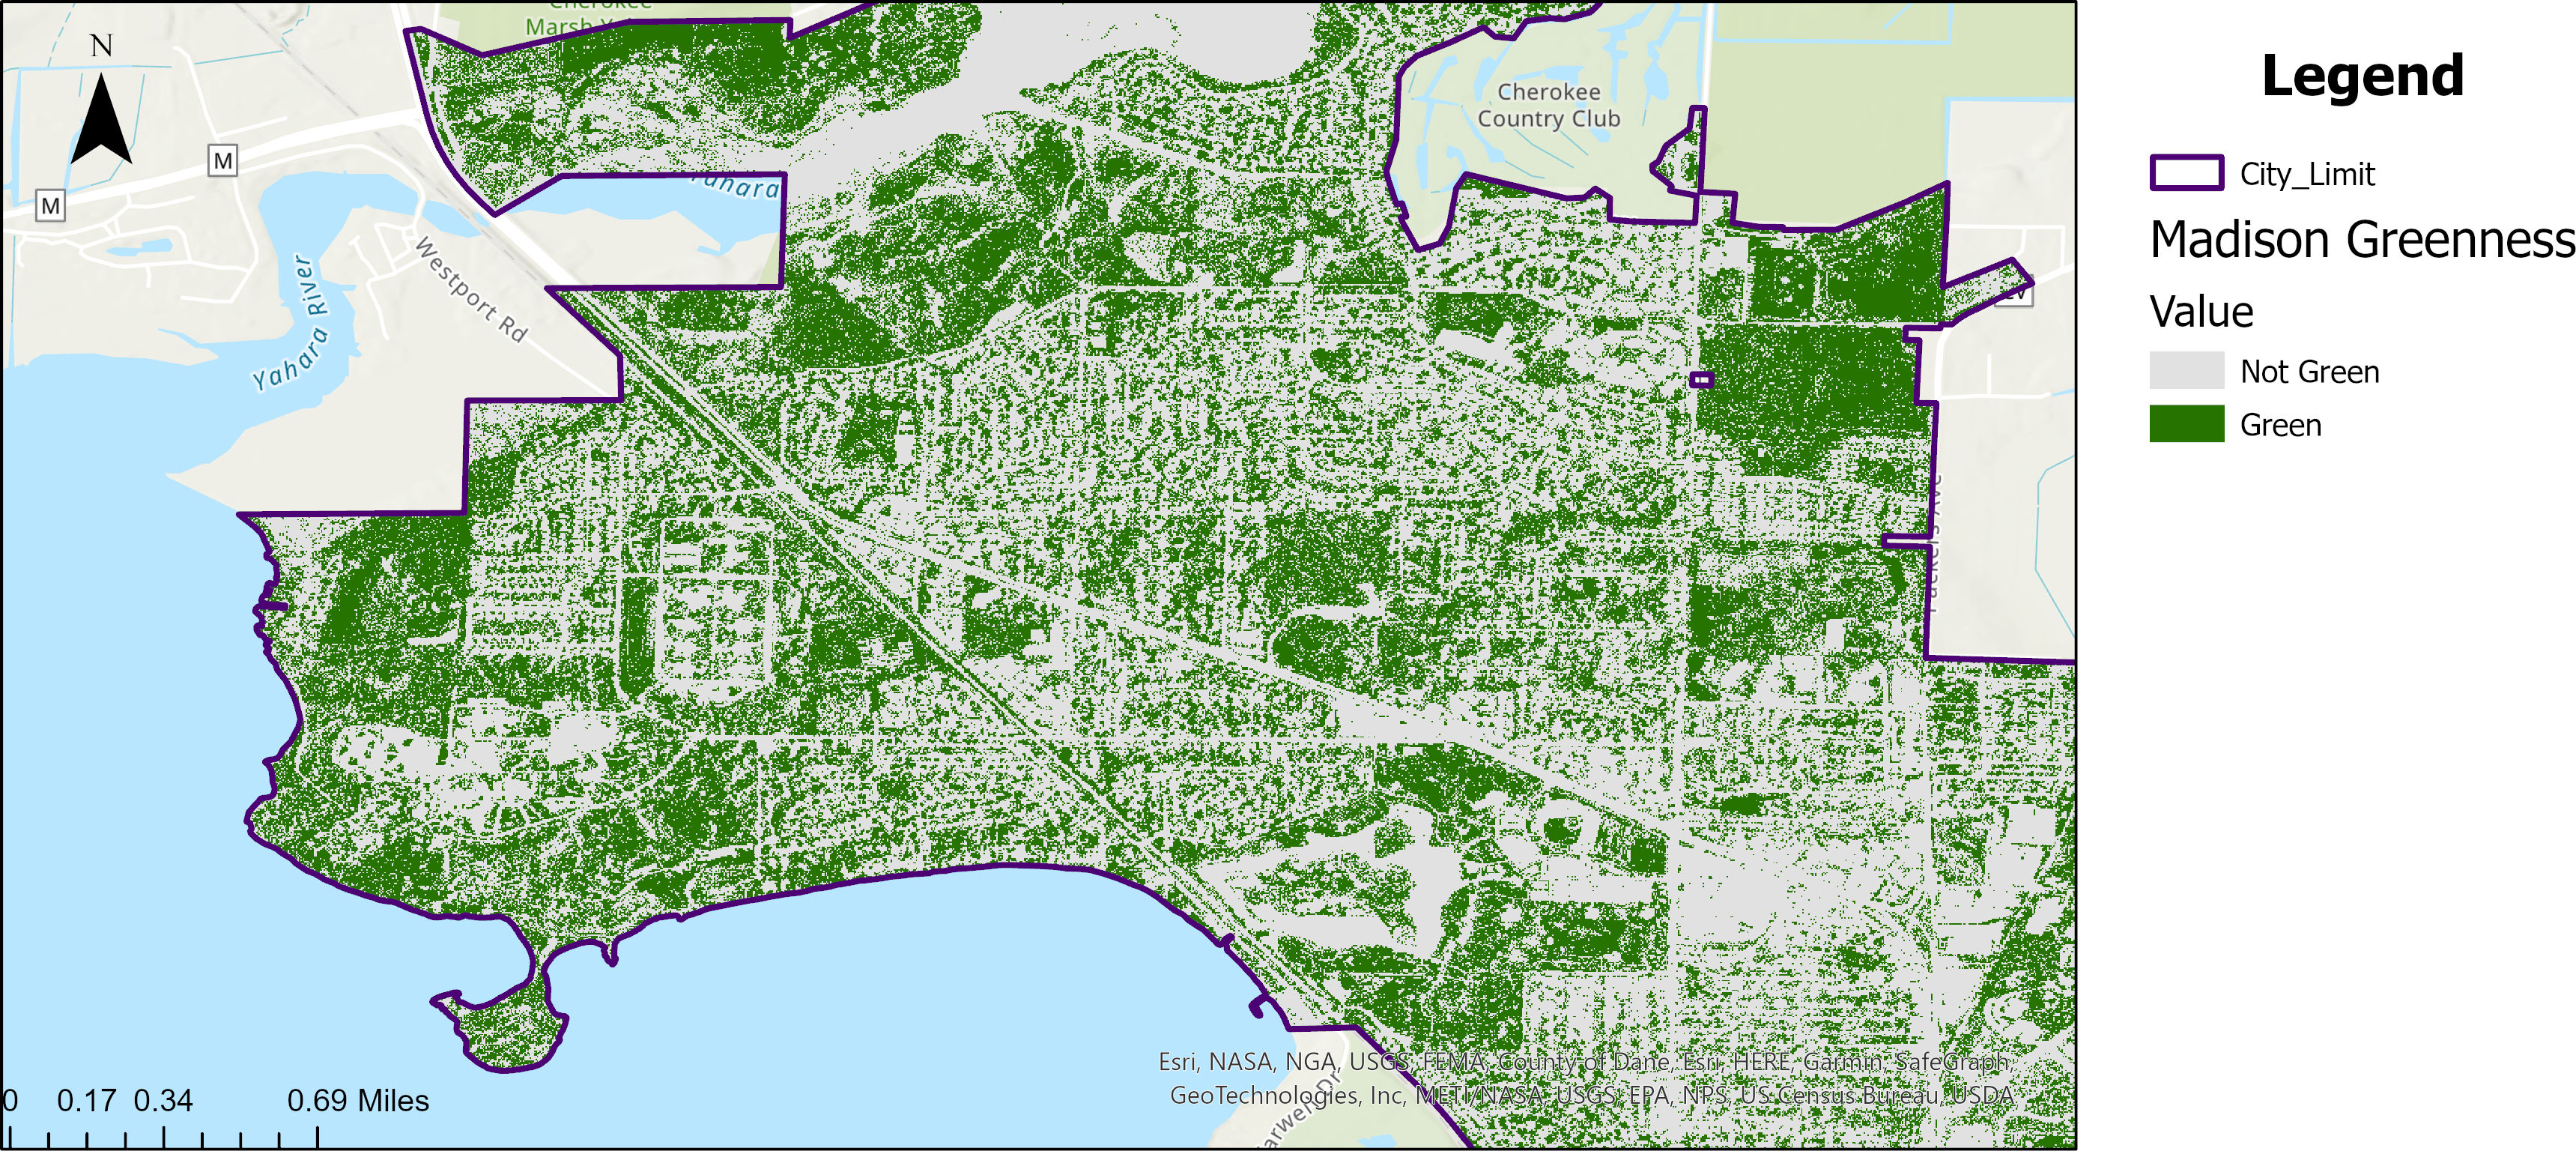 Cherokee
N
M
M
Yahara River
Westport Rd
Yahara
Cherokee
Country Club
0 0.17 0.34 0.69 Miles
Esri, NASA, NGA, USGS, FEMA, County of Dane, Esri, HERE, Garmin, SafeGraph,
GeoTechnologies, Inc, METI/NASA, USGS, EPA, NPS, US Census Bureau, USDA
Legend
City_Limit
Madison Greenness
Value
Not Green
Green